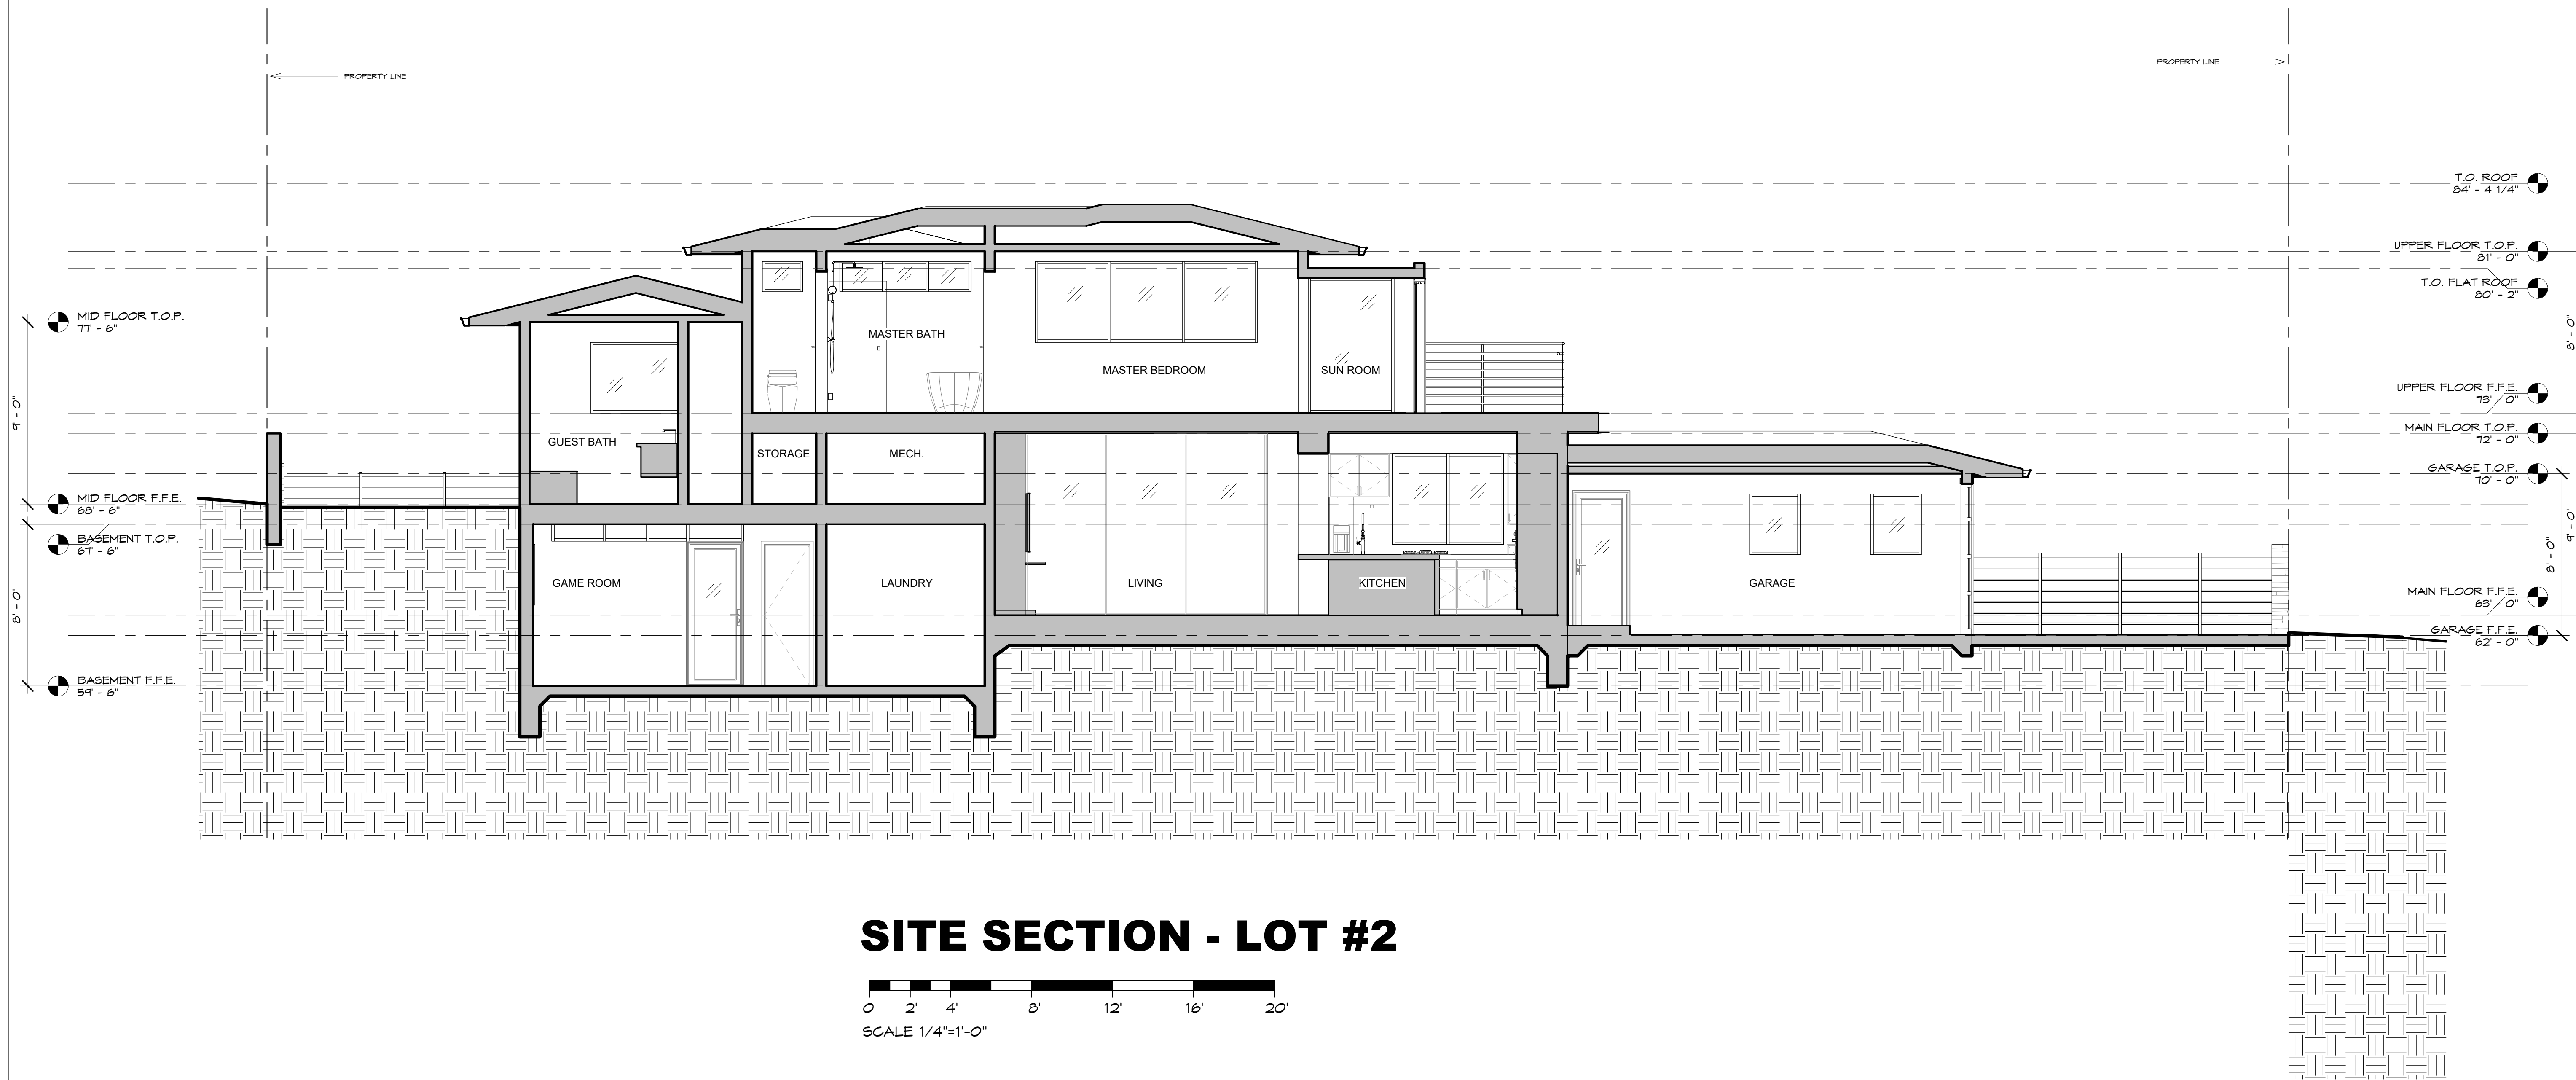 PROPERTY LINE
PROPERTY LINE
T.O. ROOF
84' - 4 1/4"
UPPER FLOOR T.O.P.
81' - 0"
T.O. FLAT ROOF
80' - 2"
8' - 0"
MID FLOOR T.O.P.
77' - 6"
MASTER BATH
MASTER BEDROOM
SUN ROOM
UPPER FLOOR F.F.E.
73' - 0"
9' - 0"
GUEST BATH
STORAGE
MECH.
MAIN FLOOR T.O.P.
72' - 0"
GARAGE T.O.P.
70' - 0"
MID FLOOR F.F.E.
68' - 6"
BASEMENT T.O.P.
67' - 6"
9' - 0"
8' - 0"
GAME ROOM
LAUNDRY
LIVING
KITCHEN
GARAGE
8' - 0"
MAIN FLOOR F.F.E.
63' - 0"
GARAGE F.F.E.
62' - 0"
BASEMENT F.F.E.
59' - 6"
SITE SECTION - LOT #2
0 2' 4' 8' 12' 16' 20'
SCALE 1/4"=1'-0"